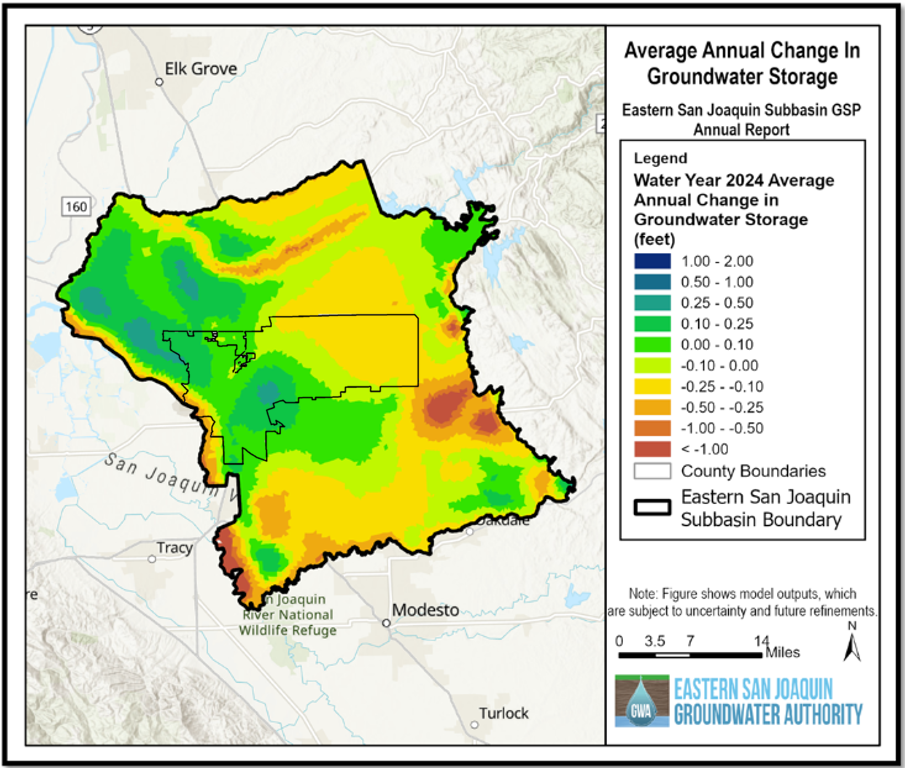 Elk Grove
160
San Joaquin V
Oakdale
Tracy
re
n Joaquin
River National
Wildlife Refuge
Modesto
Turlock
Average Annual Change In
Groundwater Storage
Eastern San Joaquin Subbasin GSP
Annual Report
Legend
Water Year 2024 Average
Annual Change in
Groundwater Storage
(feet)
1.00 - 2.00
0.50 - 1.00
0.25 - 0.50
0.10 - 0.25
0.00 - 0.10
-0.10 - 0.00
-0.25 - -0.10
-0.50 - -0.25
-1.00 - -0.50
< -1.00
County Boundaries
Eastern San Joaquin
Subbasin Boundary
Note: Figure shows model outputs, which
are subject to uncertainty and future refinements.
N
0 3.5 7 14
Miles
GWA
EASTERN SAN JOAQUIN
GROUNDWATER AUTHORITY